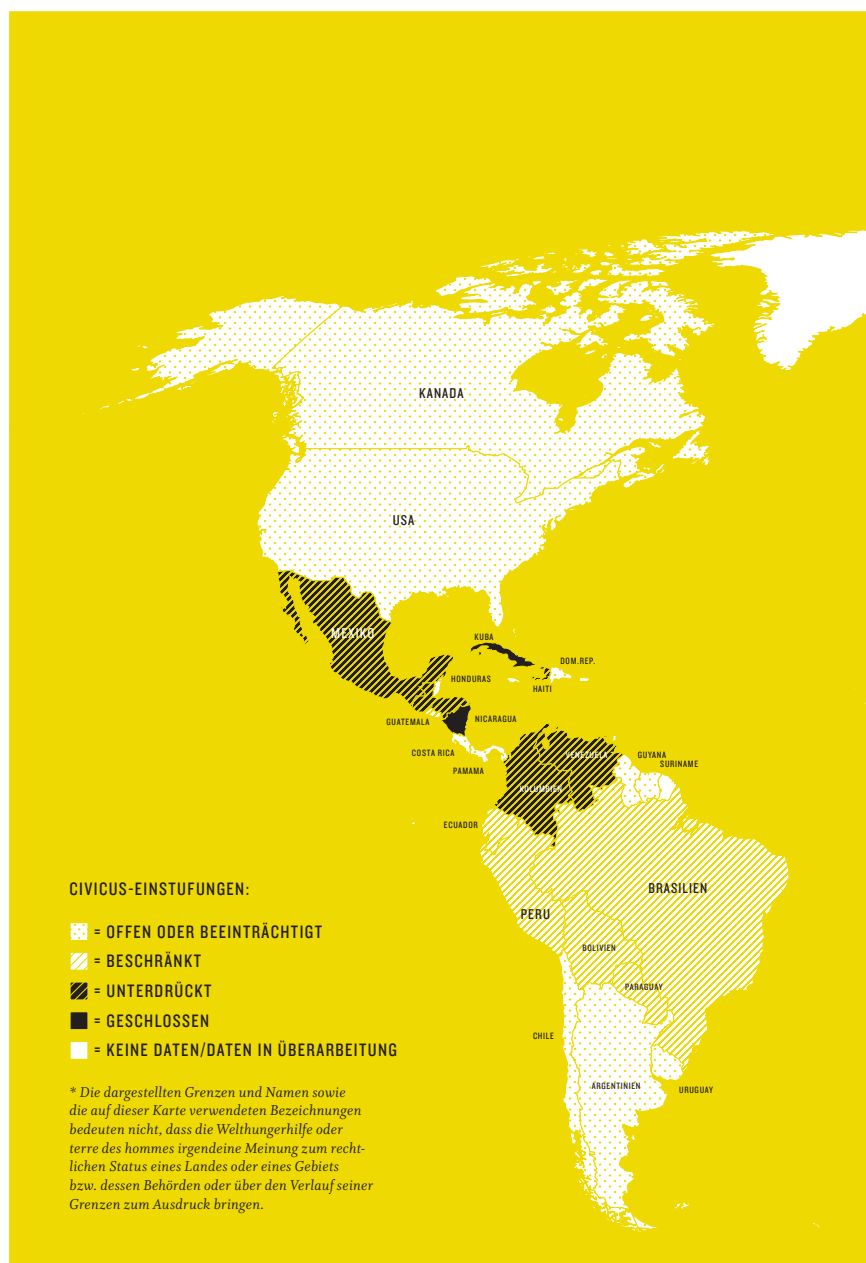 KANADA
USA
MEXIKO
KUBA
DOM.REP.
HONDURAS
HAITI
GUATEMALA
NICARAGUA
COSTA RICA
PAMAMA
VENEZUELA
GUYANA
SURINAME
KOLUMBIEN
ECUADOR
BRASILIEN
PERU
BOLIVIEN
PARAGUAY
CHILE
ARGENTINIEN
URUGUAY
CIVICUS-EINSTUFUNGEN:
= OFFEN ODER BEEINTRÄCHTIGT
= BESCHRÄNKT
= UNTERDRÜCKT
= GESCHLOSSEN
= KEINE DATEN/DATEN IN ÜBERARBEITUNG
* Die dargestellten Grenzen und Namen sowie
die auf dieser Karte verwendeten Bezeichnungen
bedeuten nicht, dass die Welthungerhilfe oder
terre des hommes irgendeine Meinung zum recht-
lichen Status eines Landes oder eines Gebiets
bzw. dessen Behörden oder über den Verlauf seiner
Grenzen zum Ausdruck bringen.